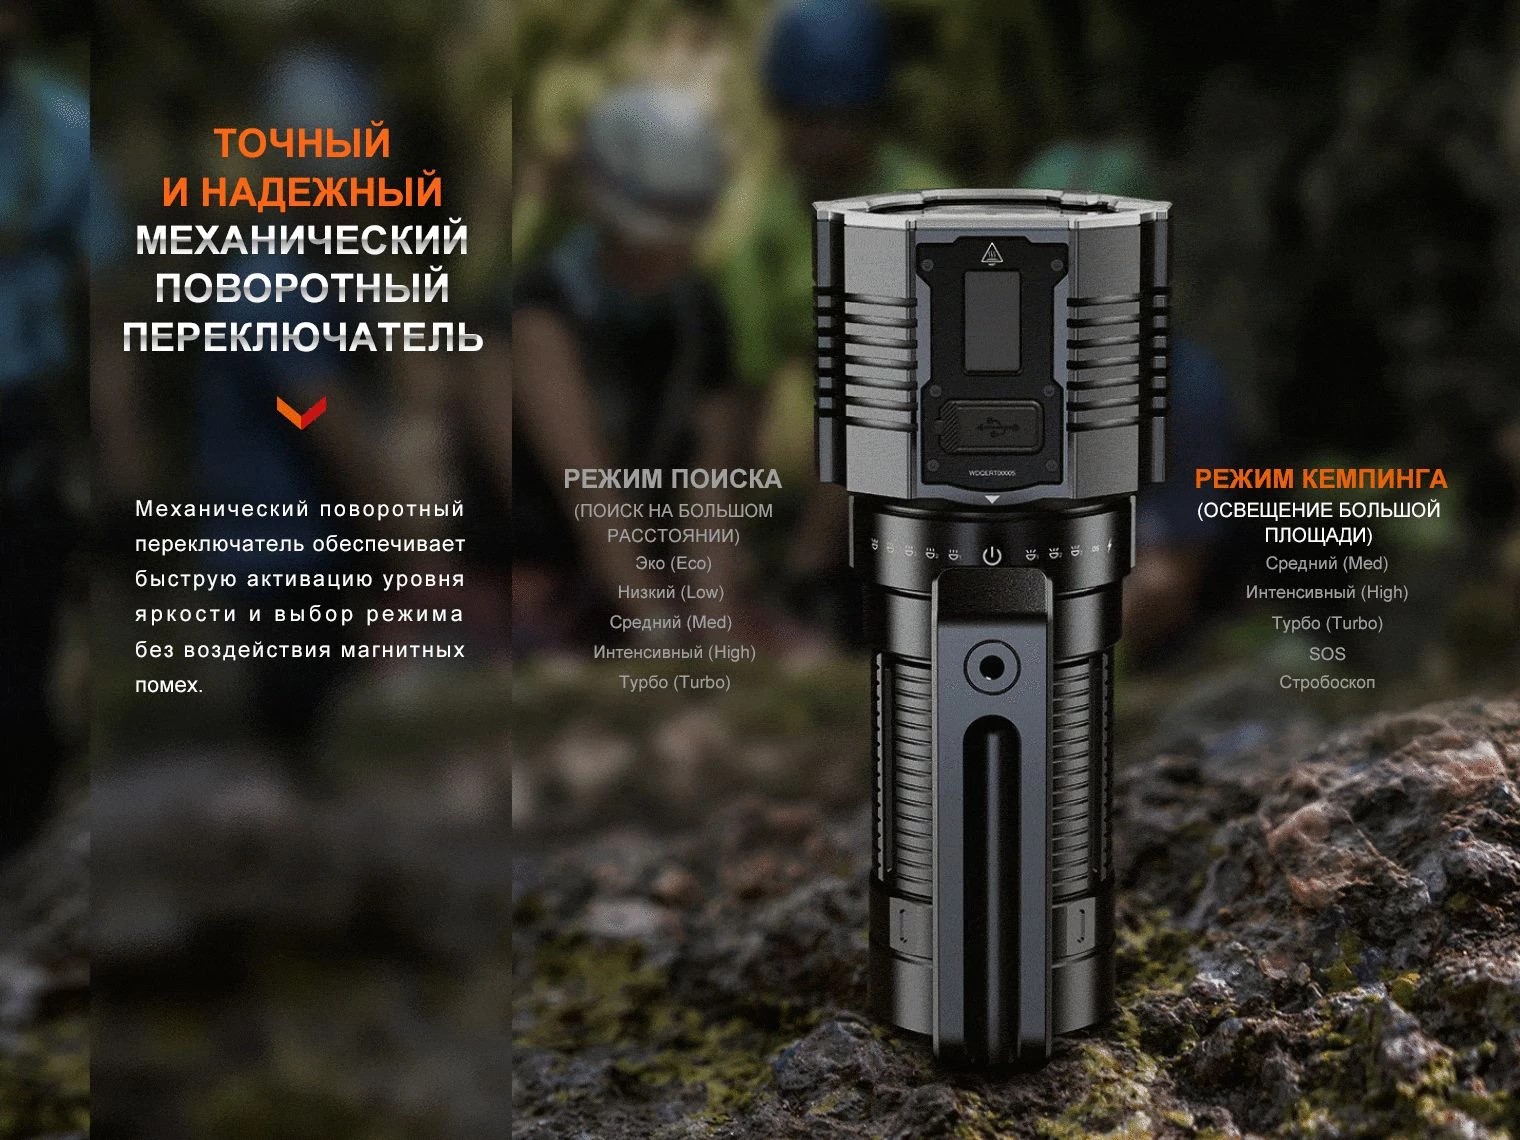 ТОЧНЫЙ
И НАДЕЖНЫЙ
МЕХАНИЧЕСКИЙ
ПОВОРОТНЫЙ
ПЕРЕКЛЮЧАТЕЛЬ
Механический поворотный
переключатель обеспечивает
быструю активацию уровня
яркости и выбор режима
без воздействия магнитных
помех.
РЕЖИМ ПОИСКА
(ПОИСК НА БОЛЬШОМ
РАССТОЯНИИ)
Эко (Eco)
Низкий (Low)
Средний (Med)
Интенсивный (High)
Турбо (Turbo)
РЕЖИМ КЕМПИНГА
(ОСВЕЩЕНИЕ БОЛЬШОЙ
ПЛОЩАДИ)
Средний (Med)
Интенсивный (High)
Турбо (Turbo)
SOS
Стробоскоп